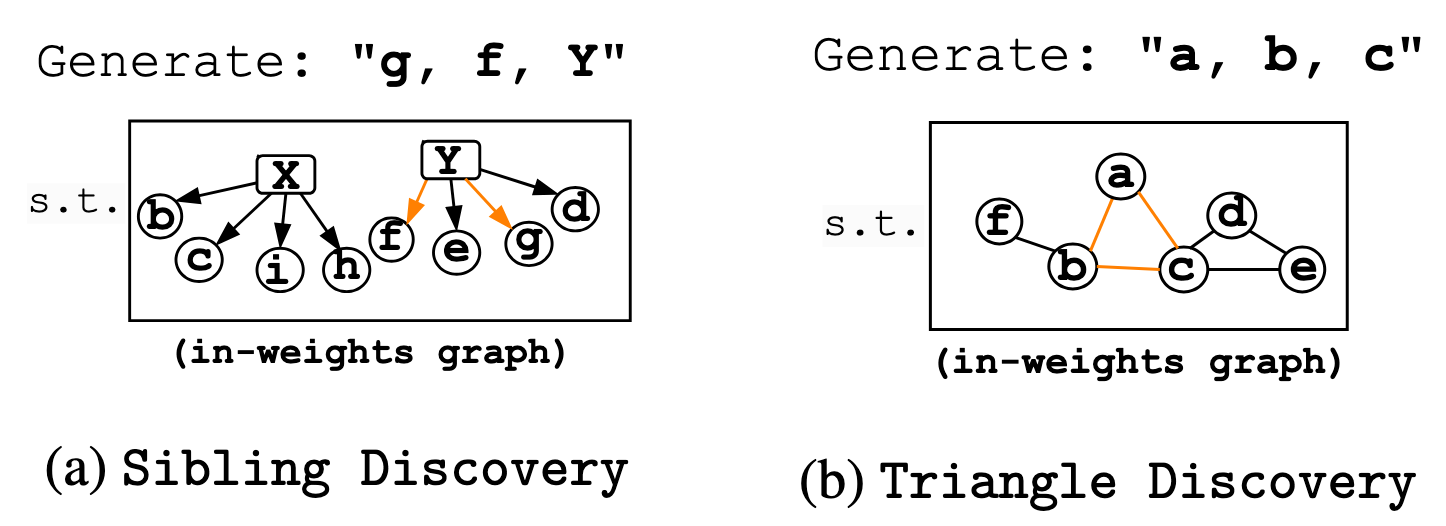 Generate: "g, f, Y"
s.t.
X
Y
b
c
i
h
f
e
g
d
(in-weights graph)
(a) Sibling Discovery
Generate: "a, b, c"
s.t.
a
f
d
b
c
e
(in-weights graph)
(b) Triangle Discovery